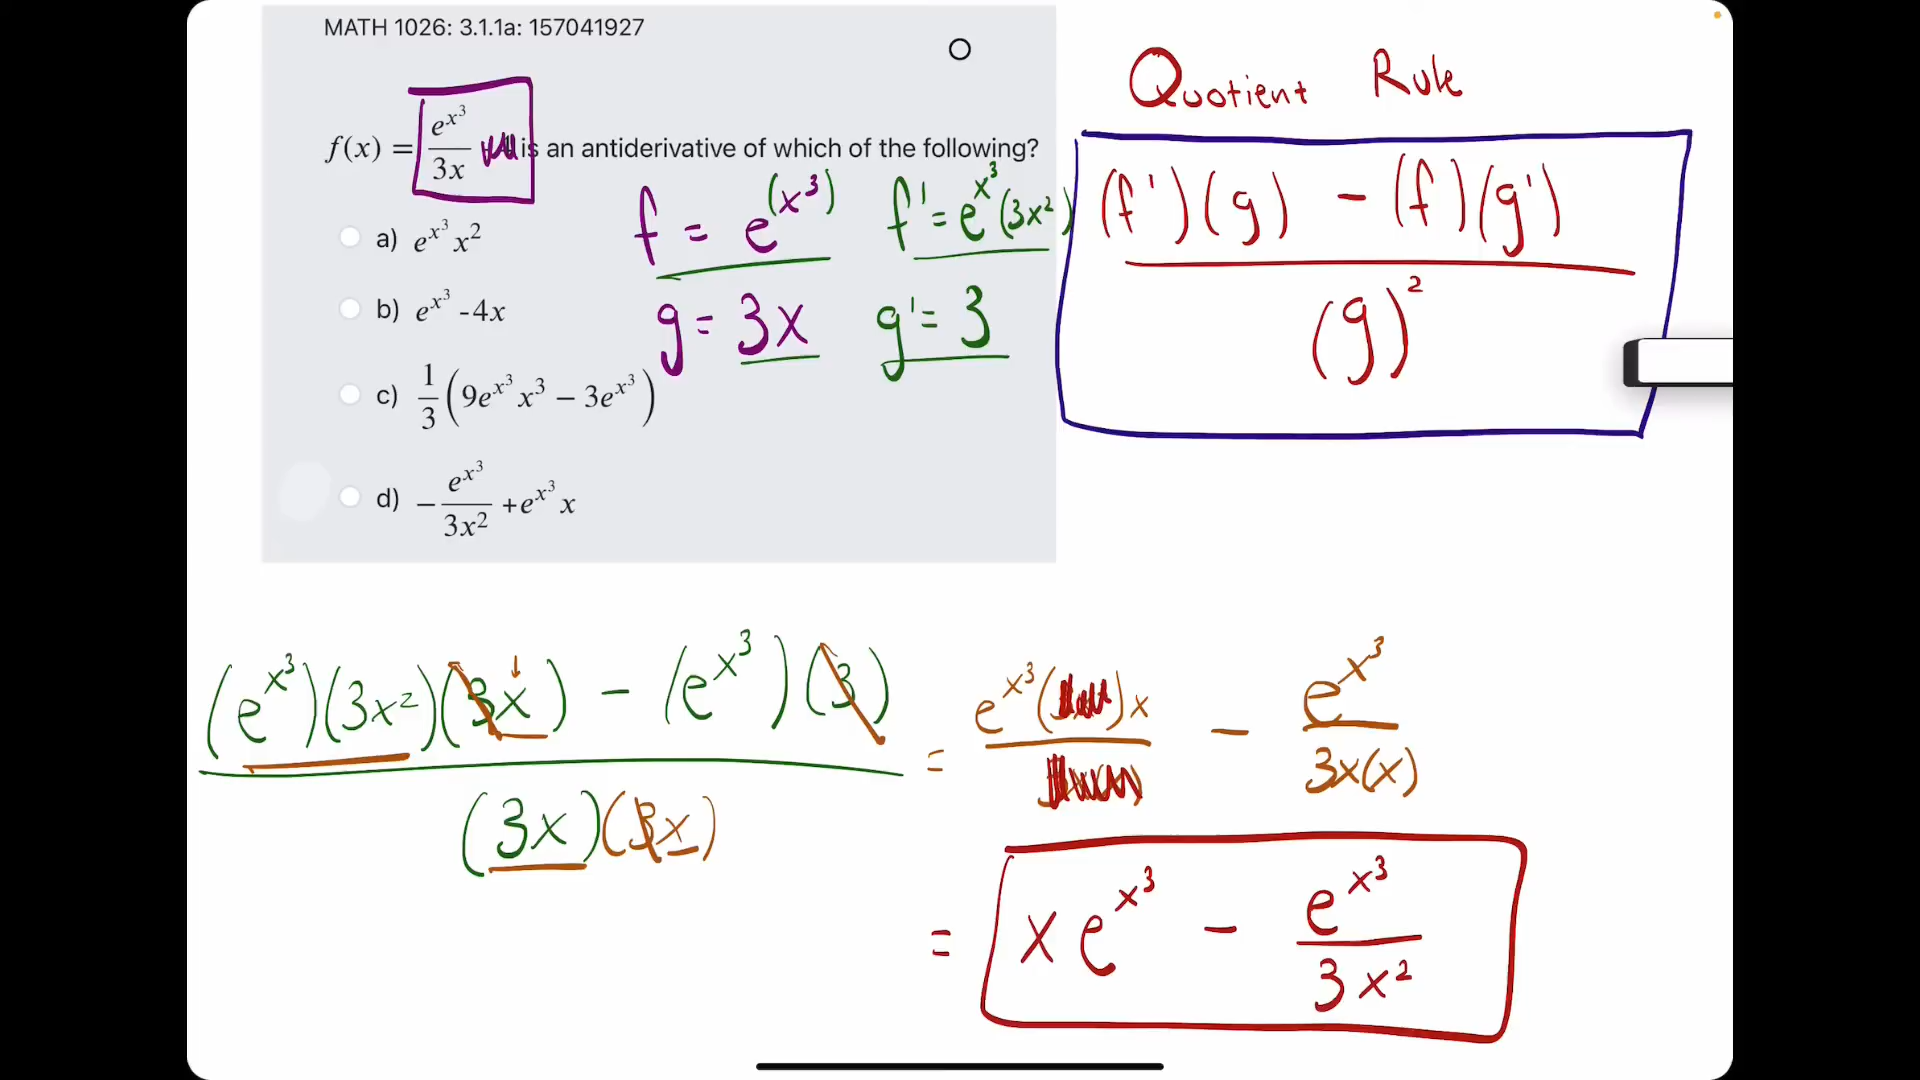 MATH 1026: 3.1.1a: 157041927
f(x) = e^{x^3} / 3x is an antiderivative of which of the following?
a) e^{x^3} x^2
b) e^{x^3} -4x
c) 1/3 (9e^{x^3} x^3 − 3e^{x^3})
d) − e^{x^3} / 3x^2 +e^{x^3} x
f = e^{(x^3)} f' = e^{x^3} (3x^2)
g = 3x g' = 3
Quotient Rule
(f')(g) - (f)(g') / (g)^2
(e^{x^3})(3x^2)(3x) - (e^{x^3})(3) / (3x)(3x)
= e^{x^3} ( ) x - e^{x^3} / 3x(x)
= x e^{x^3} - e^{x^3} / 3x^2